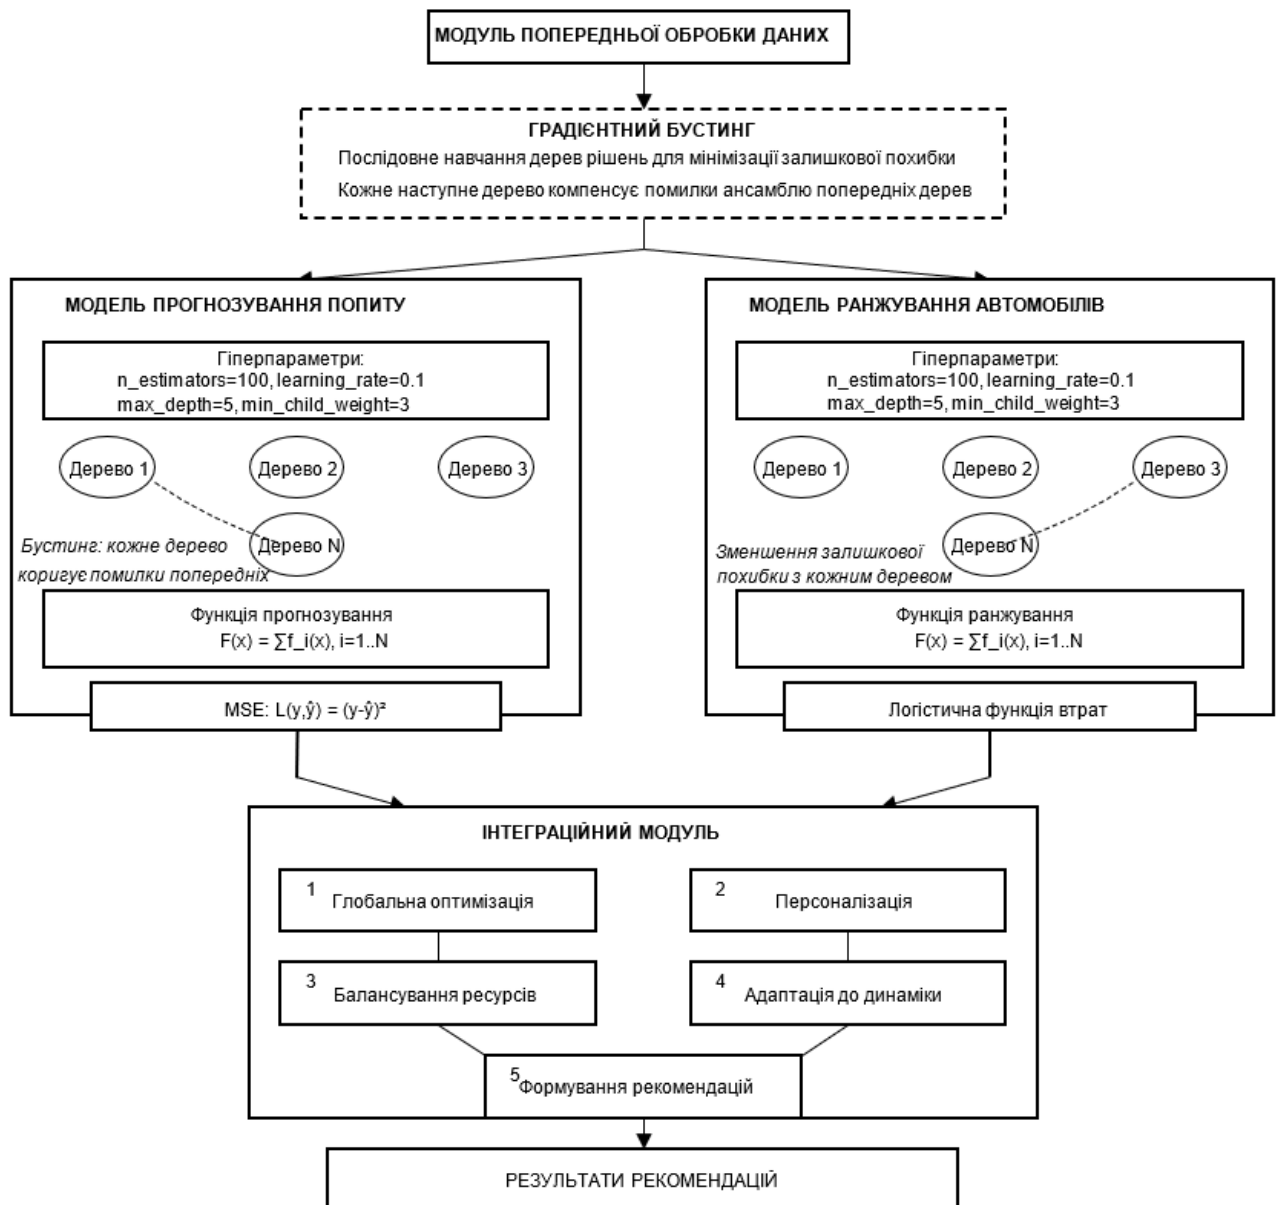 МОДУЛЬ ПОПЕРЕДНЬОЇ ОБРОБКИ ДАНИХ
ГРАДІЄНТНИЙ БУСТИНГ
Послідовне навчання дерев рішень для мінімізації залишкової похибки
Кожне наступне дерево компенсує помилки ансамблю попередніх дерев
МОДЕЛЬ ПРОГНОЗУВАННЯ ПОПИТУ
Гіперпараметри:
n_estimators=100, learning_rate=0.1
max_depth=5, min_child_weight=3
Дерево 1
Дерево 2
Дерево 3
Дерево N
Бустинг: кожне дерево
коригує помилки попередніх
Функція прогнозування
F(x) = ∑f_i(x), i=1..N
MSE: L(y,ŷ) = (y-ŷ)²
МОДЕЛЬ РАНЖУВАННЯ АВТОМОБІЛІВ
Гіперпараметри:
n_estimators=100, learning_rate=0.1
max_depth=5, min_child_weight=3
Дерево 1
Дерево 2
Дерево 3
Дерево N
Зменшення залишкової
похибки з кожним деревом
Функція ранжування
F(x) = ∑f_i(x), i=1..N
Логістична функція втрат
ІНТЕГРАЦІЙНИЙ МОДУЛЬ
1 Глобальна оптимізація
2 Персоналізація
3 Балансування ресурсів
4 Адаптація до динаміки
5 Формування рекомендацій
РЕЗУЛЬТАТИ РЕКОМЕНДАЦІЙ